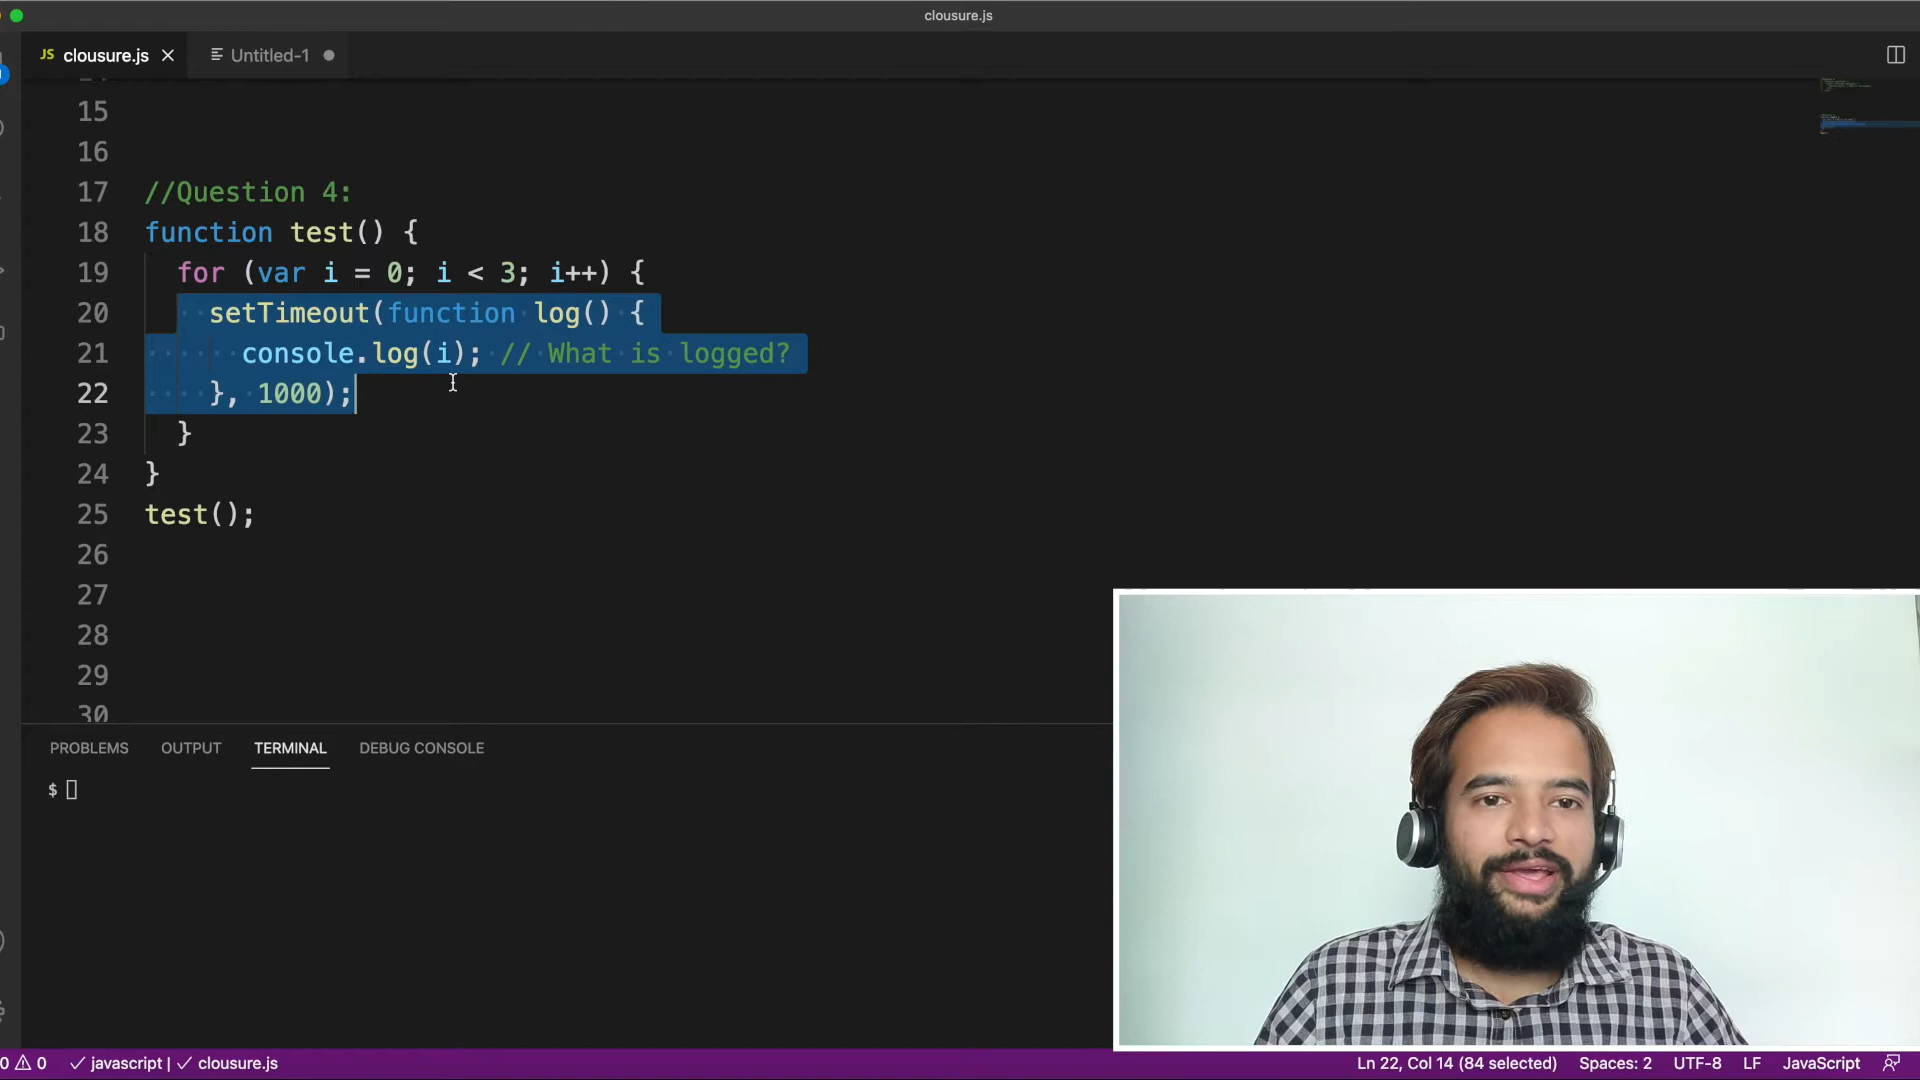 clousure.js
JS clousure.js Untitled-1
15
16
17 //Question 4:
18 function test() {
19 for (var i = 0; i < 3; i++) {
20 setTimeout(function log() {
21 console.log(i); // What is logged?
22 }, 1000);
23 }
24 }
25 test();
26
27
28
29
30
PROBLEMS OUTPUT TERMINAL DEBUG CONSOLE
$
0 0 javascript | clousure.js Ln 22, Col 14 (84 selected) Spaces: 2 UTF-8 LF JavaScript